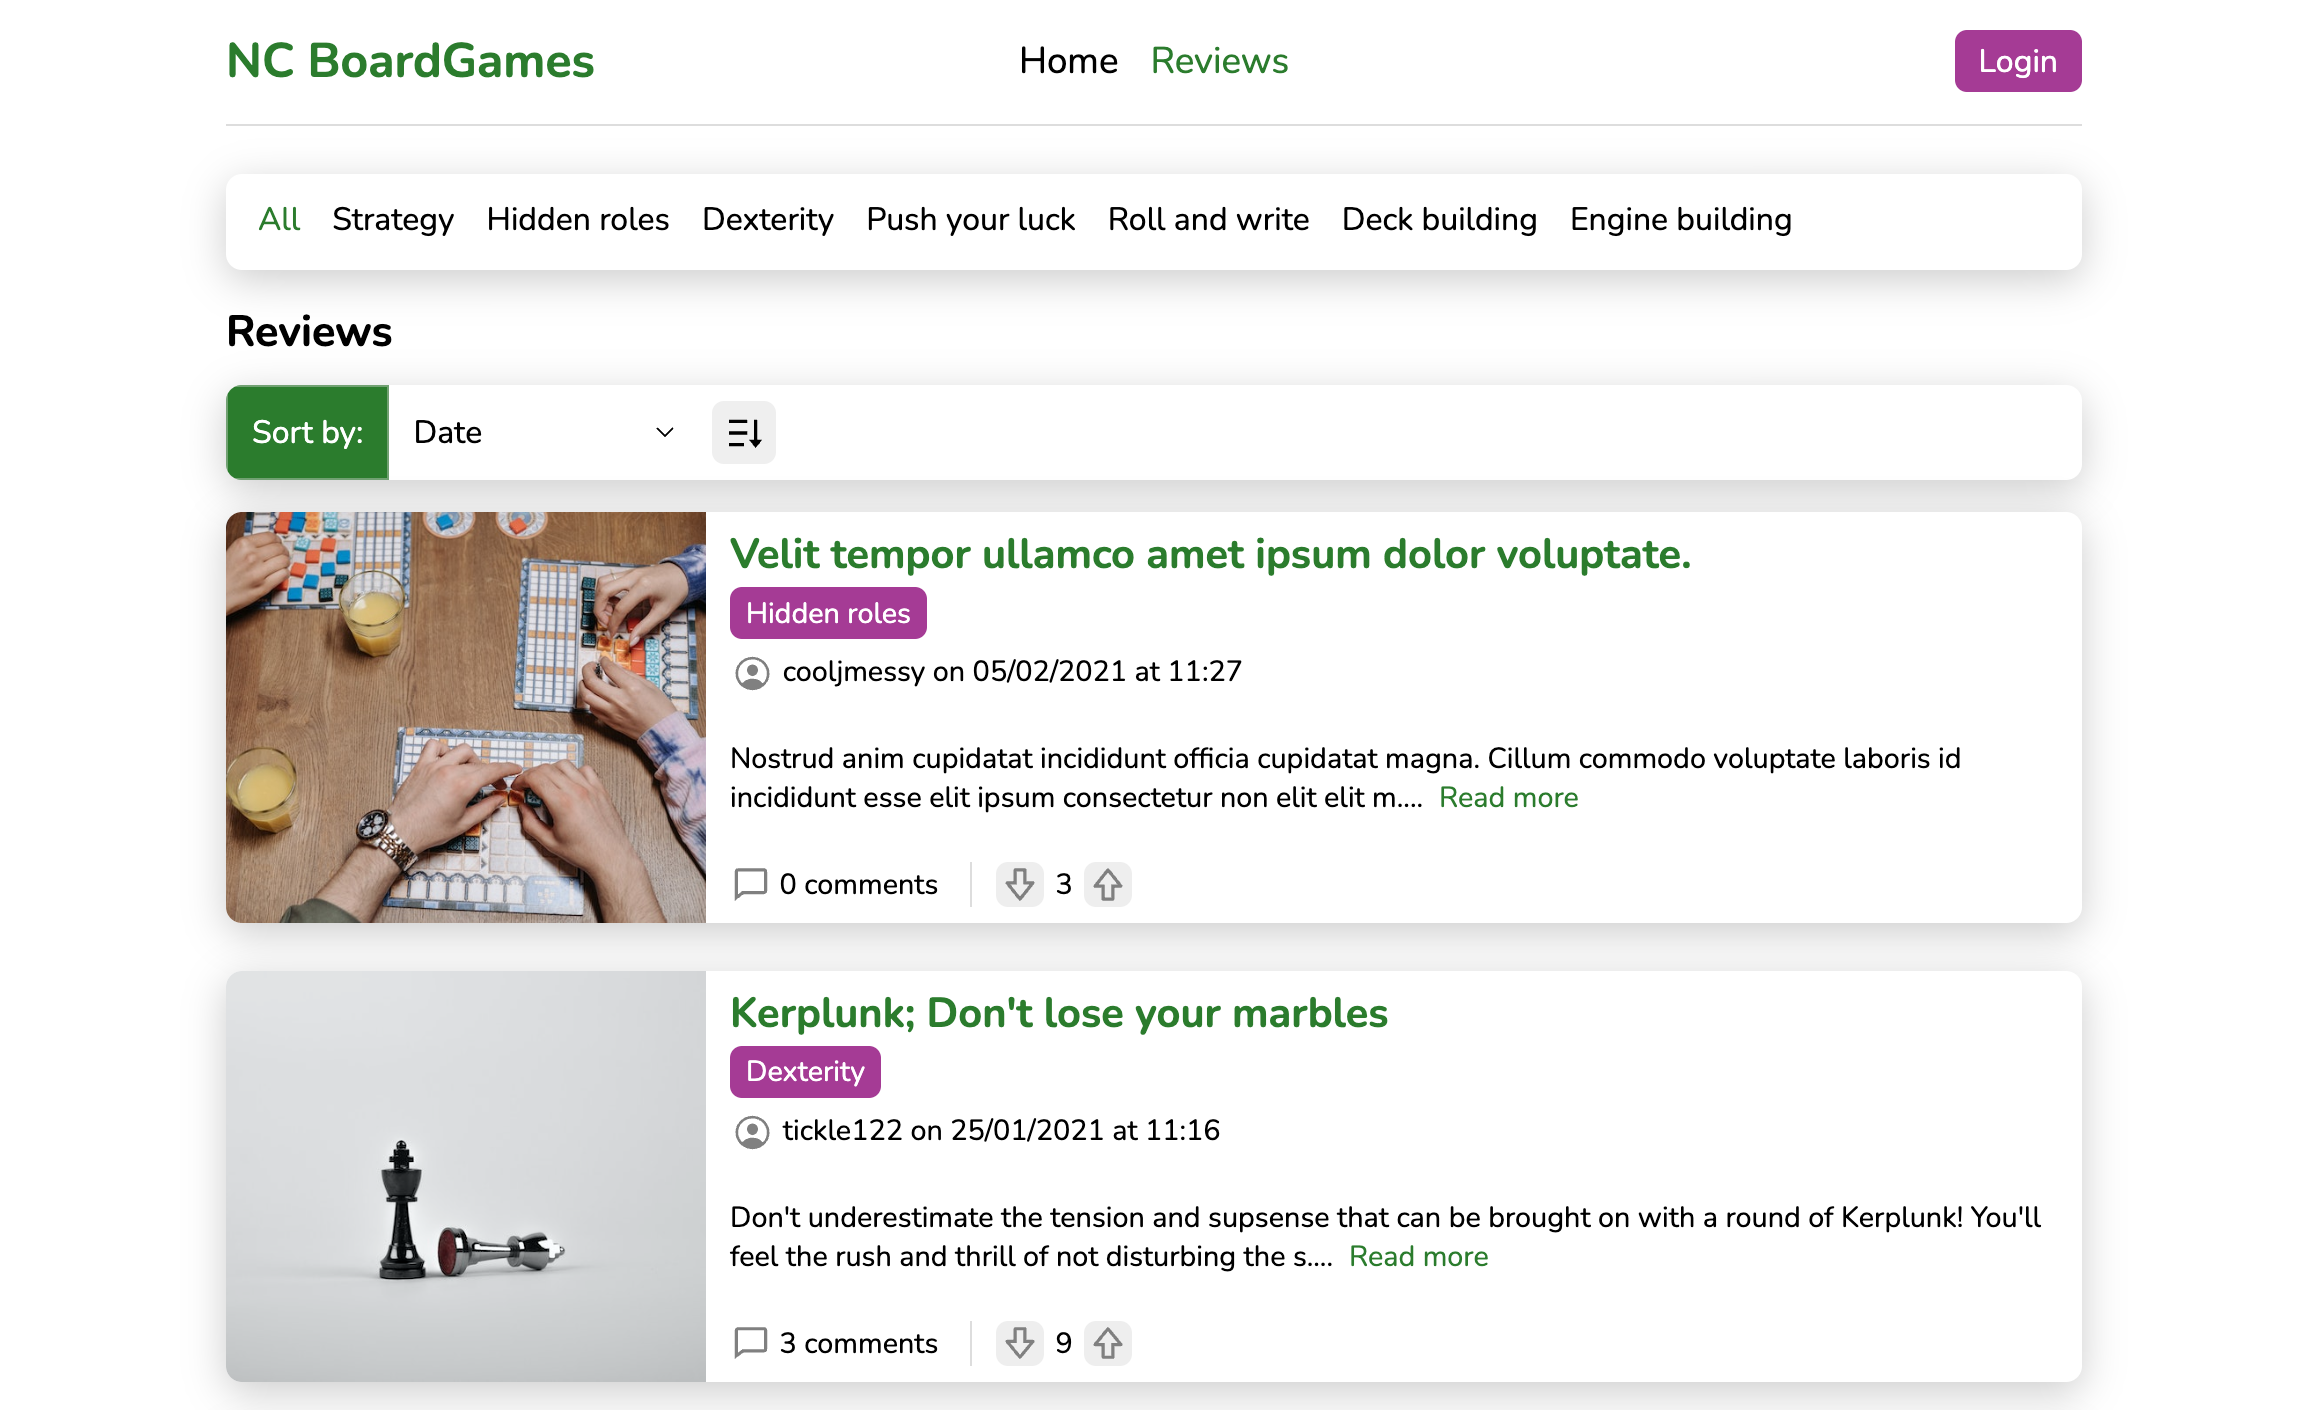 NC BoardGames
Home Reviews
Login
All Strategy Hidden roles Dexterity Push your luck Roll and write Deck building Engine building
Reviews
Sort by: Date
Velit tempor ullamco amet ipsum dolor voluptate.
Hidden roles
cooljmessy on 05/02/2021 at 11:27
Nostrud anim cupidatat incididunt officia cupidatat magna. Cillum commodo voluptate laboris id
incididunt esse elit ipsum consectetur non elit elit m.... Read more
0 comments 3
Kerplunk; Don't lose your marbles
Dexterity
tickle122 on 25/01/2021 at 11:16
Don't underestimate the tension and supsense that can be brought on with a round of Kerplunk! You'll
feel the rush and thrill of not disturbing the s.... Read more
3 comments 9